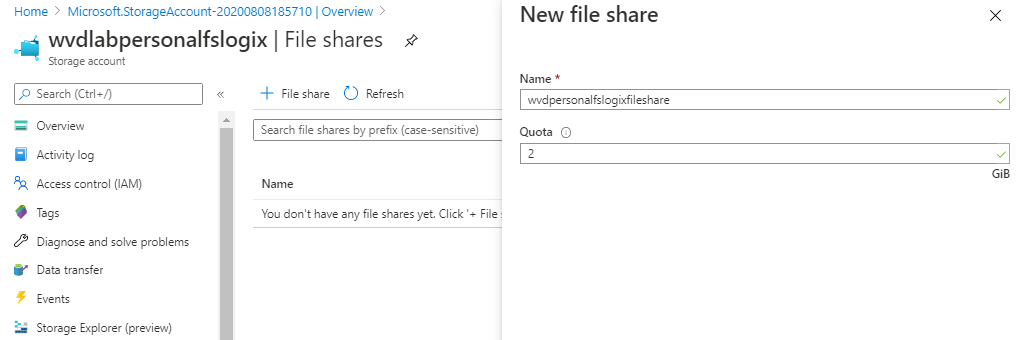 Home > Microsoft.StorageAccount-20200808185710 | Overview >
wvdlabpersonalfslogix | File shares
Storage account
Search (Ctrl+/)
«
Overview
Activity log
Access control (IAM)
Tags
Diagnose and solve problems
Data transfer
Events
Storage Explorer (preview)
+ File share
Refresh
Search file shares by prefix (case-sensitive)
Name
You don't have any file shares yet. Click '+ File s
New file share
Name *
wvdpersonalfslogixfileshare
Quota
2
GiB